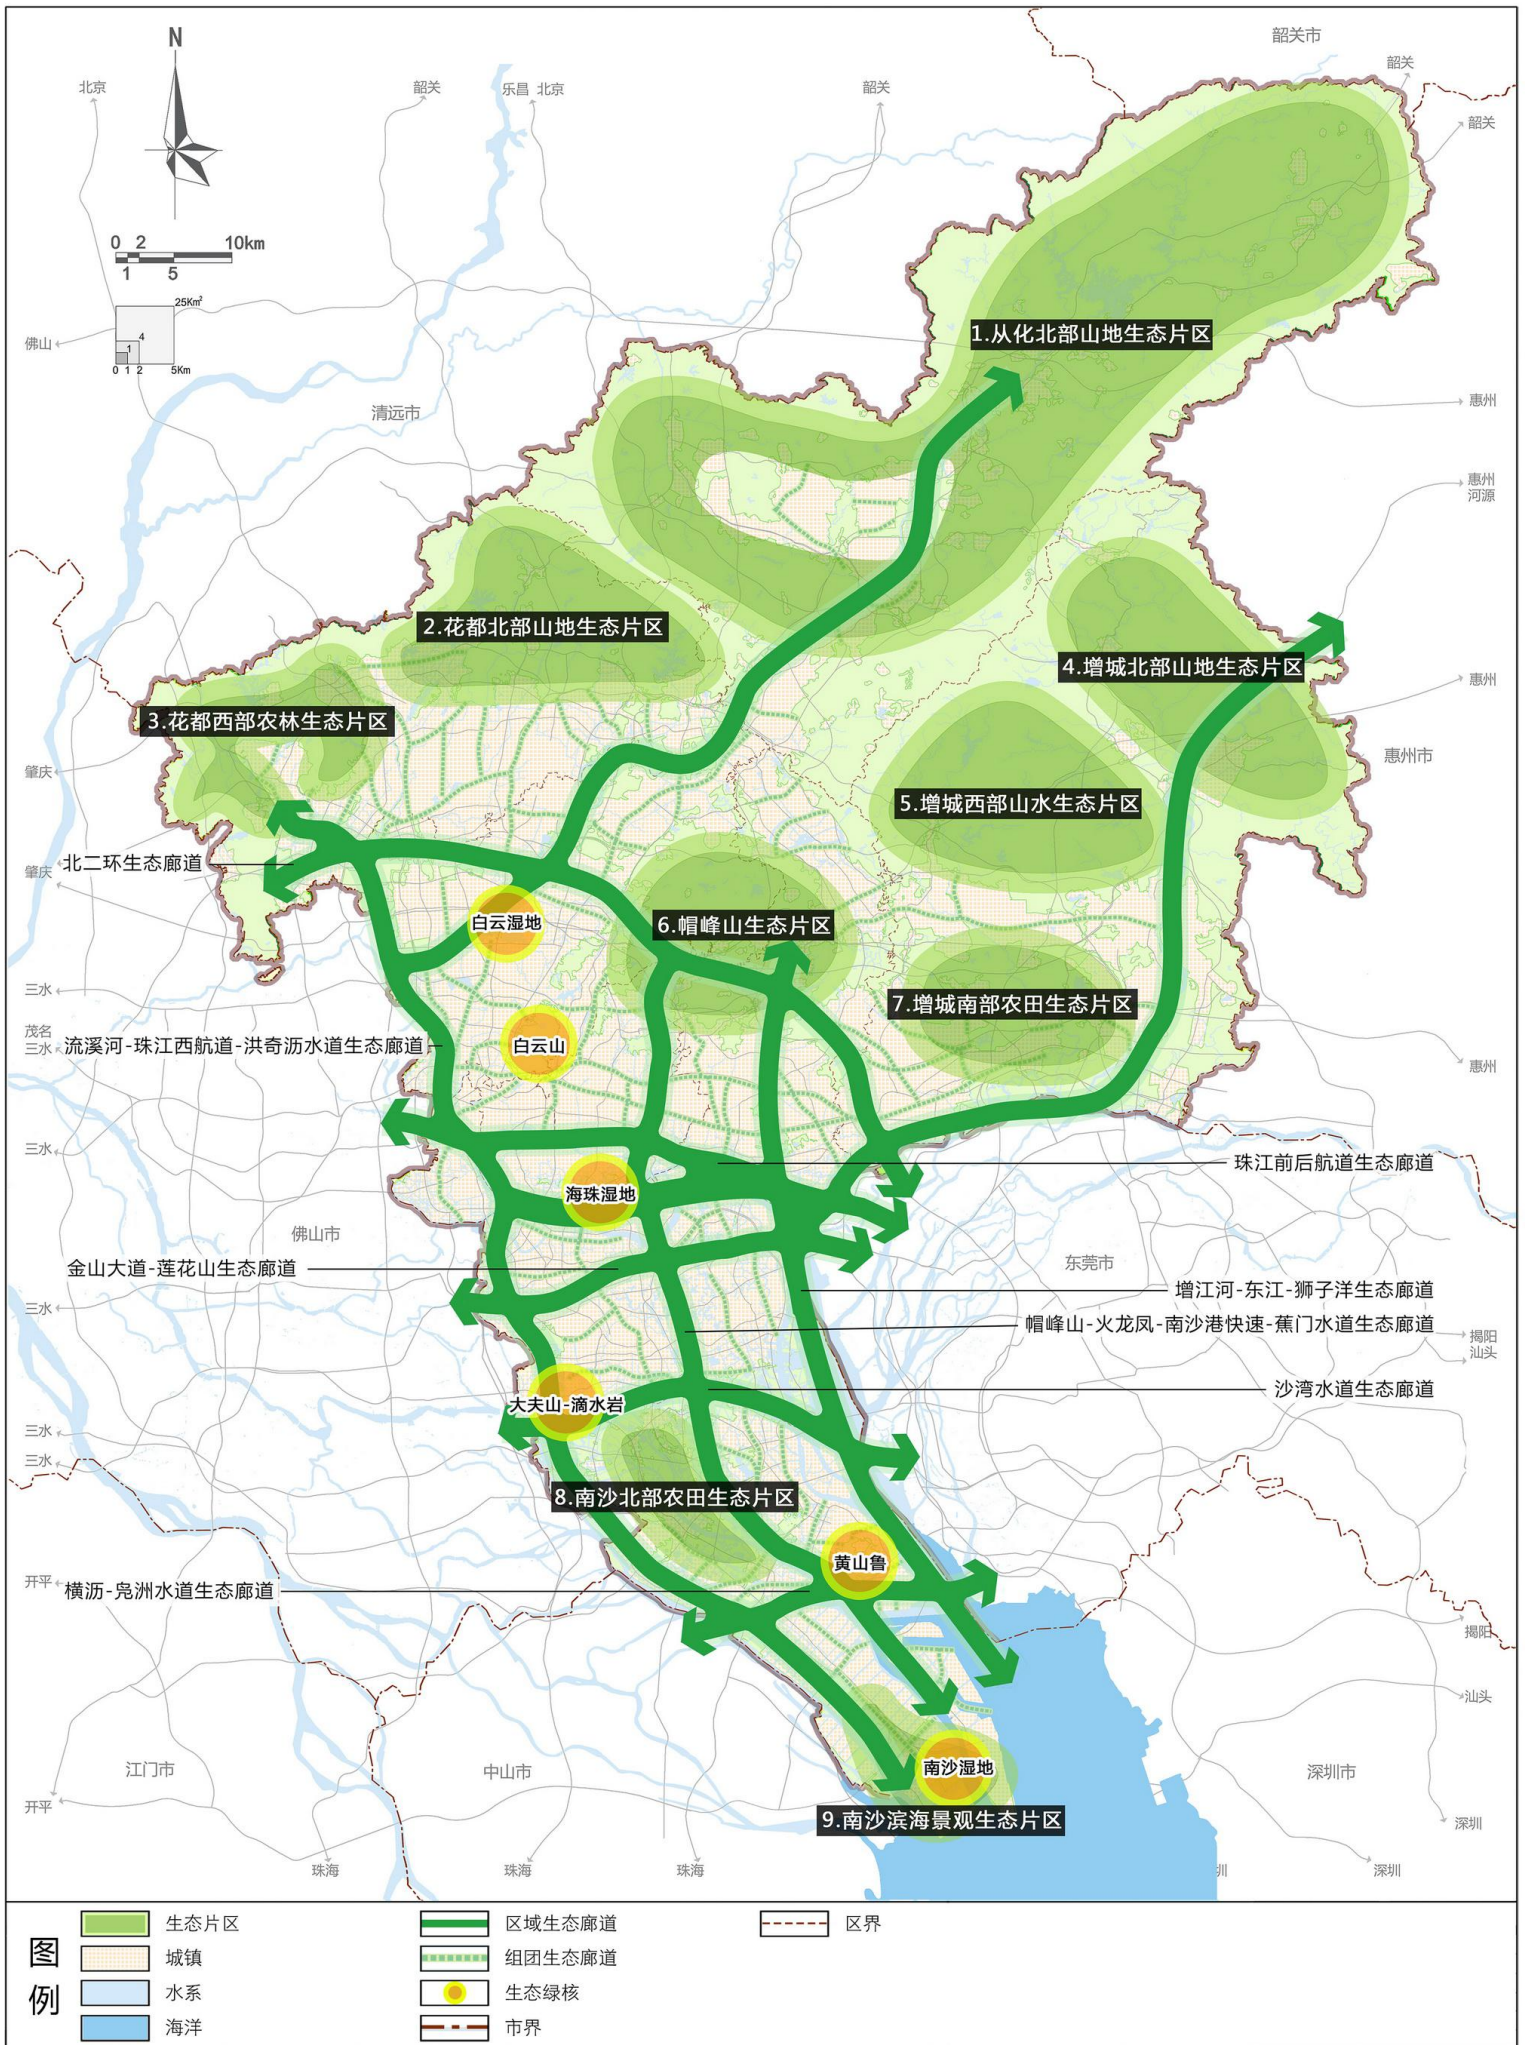 韶关市
N
北京
韶关
乐昌 北京
韶关
韶关
韶关
0 2 10km
1 5
25Km²
4
1
0 1 2 5Km
佛山
清远市
1.从化北部山地生态片区
惠州
惠州
河源
2.花都北部山地生态片区
4.增城北部山地生态片区
惠州
3.花都西部农林生态片区
肇庆
惠州市
5.增城西部山水生态片区
北二环生态廊道
肇庆
白云湿地
6.帽峰山生态片区
三水
7.增城南部农田生态片区
茂名
三水
流溪河-珠江西航道-洪奇沥水道生态廊道
白云山
惠州
三水
珠江前后航道生态廊道
海珠湿地
佛山市
金山大道-莲花山生态廊道
东莞市
增江河-东江-狮子洋生态廊道
三水
帽峰山-火龙凤-南沙港快速-蕉门水道生态廊道
揭阳
汕头
沙湾水道生态廊道
大夫山-滴水岩
三水
三水
8.南沙北部农田生态片区
黄山鲁
开平
横沥-凫洲水道生态廊道
揭阳
汕头
江门市
中山市
南沙湿地
深圳市
开平
9.南沙滨海景观生态片区
深圳
珠海
珠海
珠海
圳
深圳
图例
生态片区
区域生态廊道
区界
城镇
组团生态廊道
水系
生态绿核
海洋
市界